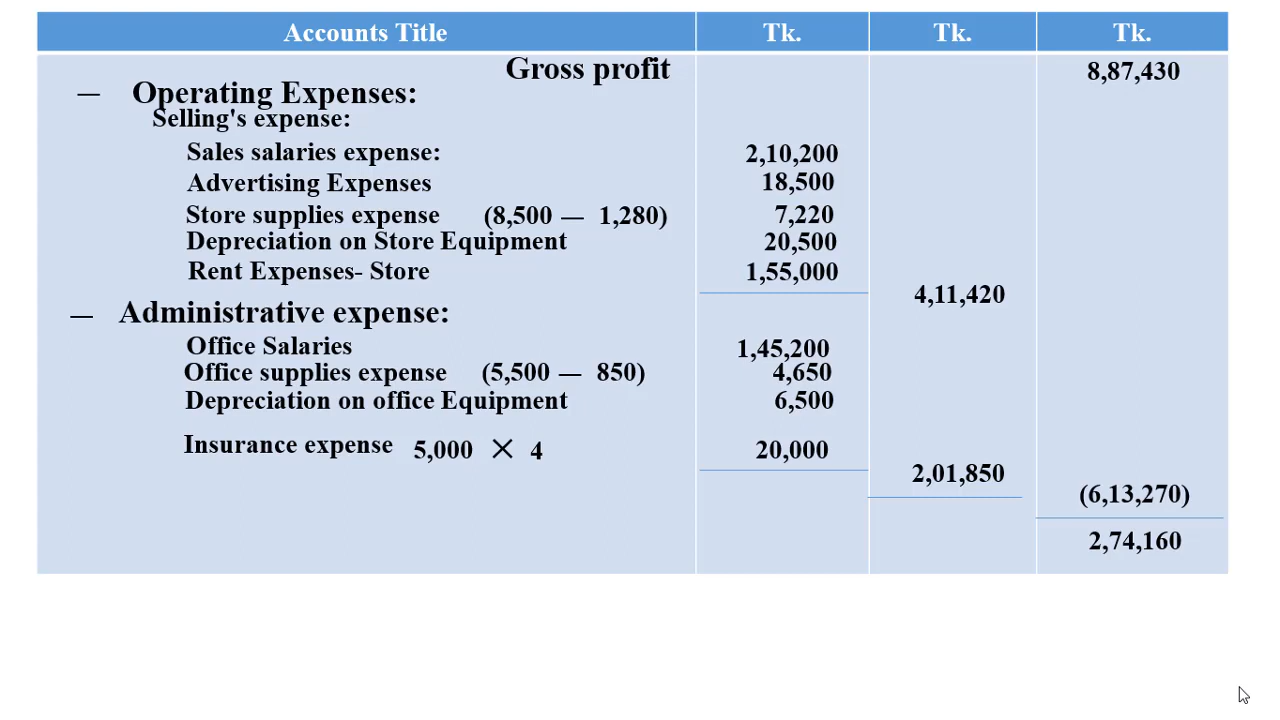 Accounts Title Tk. Tk. Tk.
Gross profit 8,87,430
— Operating Expenses:
Selling's expense:
Sales salaries expense: 2,10,200
Advertising Expenses 18,500
Store supplies expense (8,500 — 1,280) 7,220
Depreciation on Store Equipment 20,500
Rent Expenses- Store 1,55,000
4,11,420
— Administrative expense:
Office Salaries 1,45,200
Office supplies expense (5,500 — 850) 4,650
Depreciation on office Equipment 6,500
Insurance expense 5,000 × 4 20,000
2,01,850
(6,13,270)
2,74,160